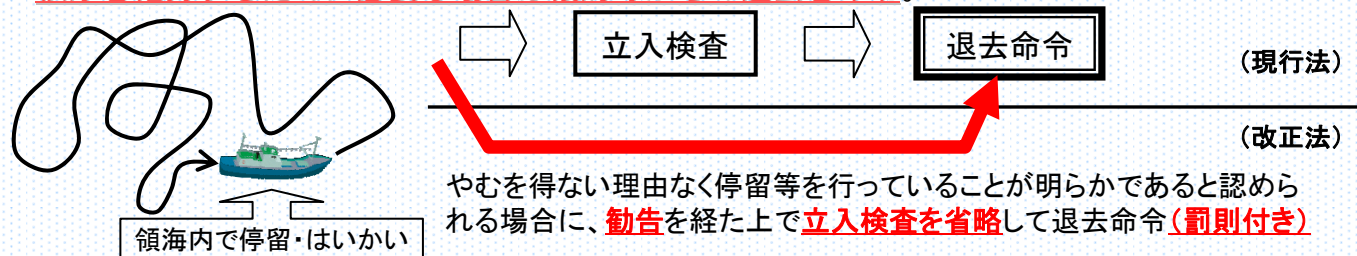 立入検査
退去命令
(現行法)
(改正法)
やむを得ない理由なく停留等を行っていることが明らかであると認めら
れる場合に、勧告を経た上で立入検査を省略して退去命令(罰則付き)
領海内で停留・はいかい